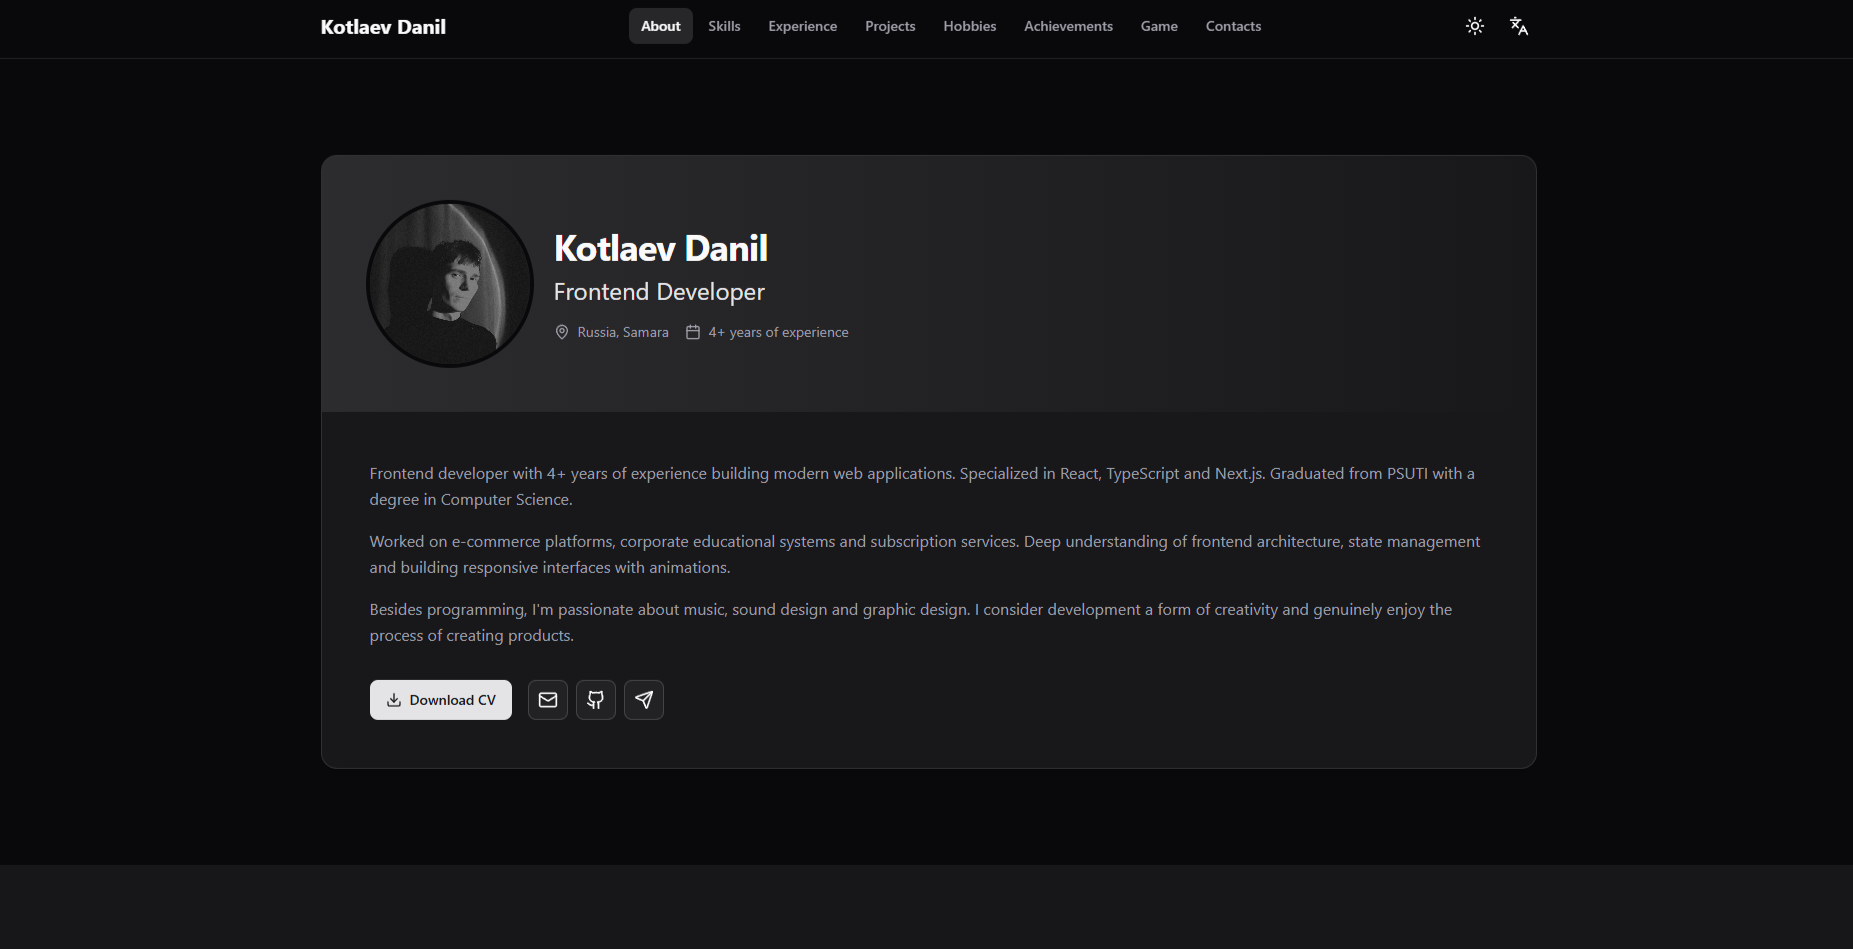 Kotlaev Danil
About Skills Experience Projects Hobbies Achievements Game Contacts
Kotlaev Danil
Frontend Developer
Russia, Samara 4+ years of experience
Frontend developer with 4+ years of experience building modern web applications. Specialized in React, TypeScript and Next.js. Graduated from PSUTI with a
degree in Computer Science.
Worked on e-commerce platforms, corporate educational systems and subscription services. Deep understanding of frontend architecture, state management
and building responsive interfaces with animations.
Besides programming, I'm passionate about music, sound design and graphic design. I consider development a form of creativity and genuinely enjoy the
process of creating products.
Download CV